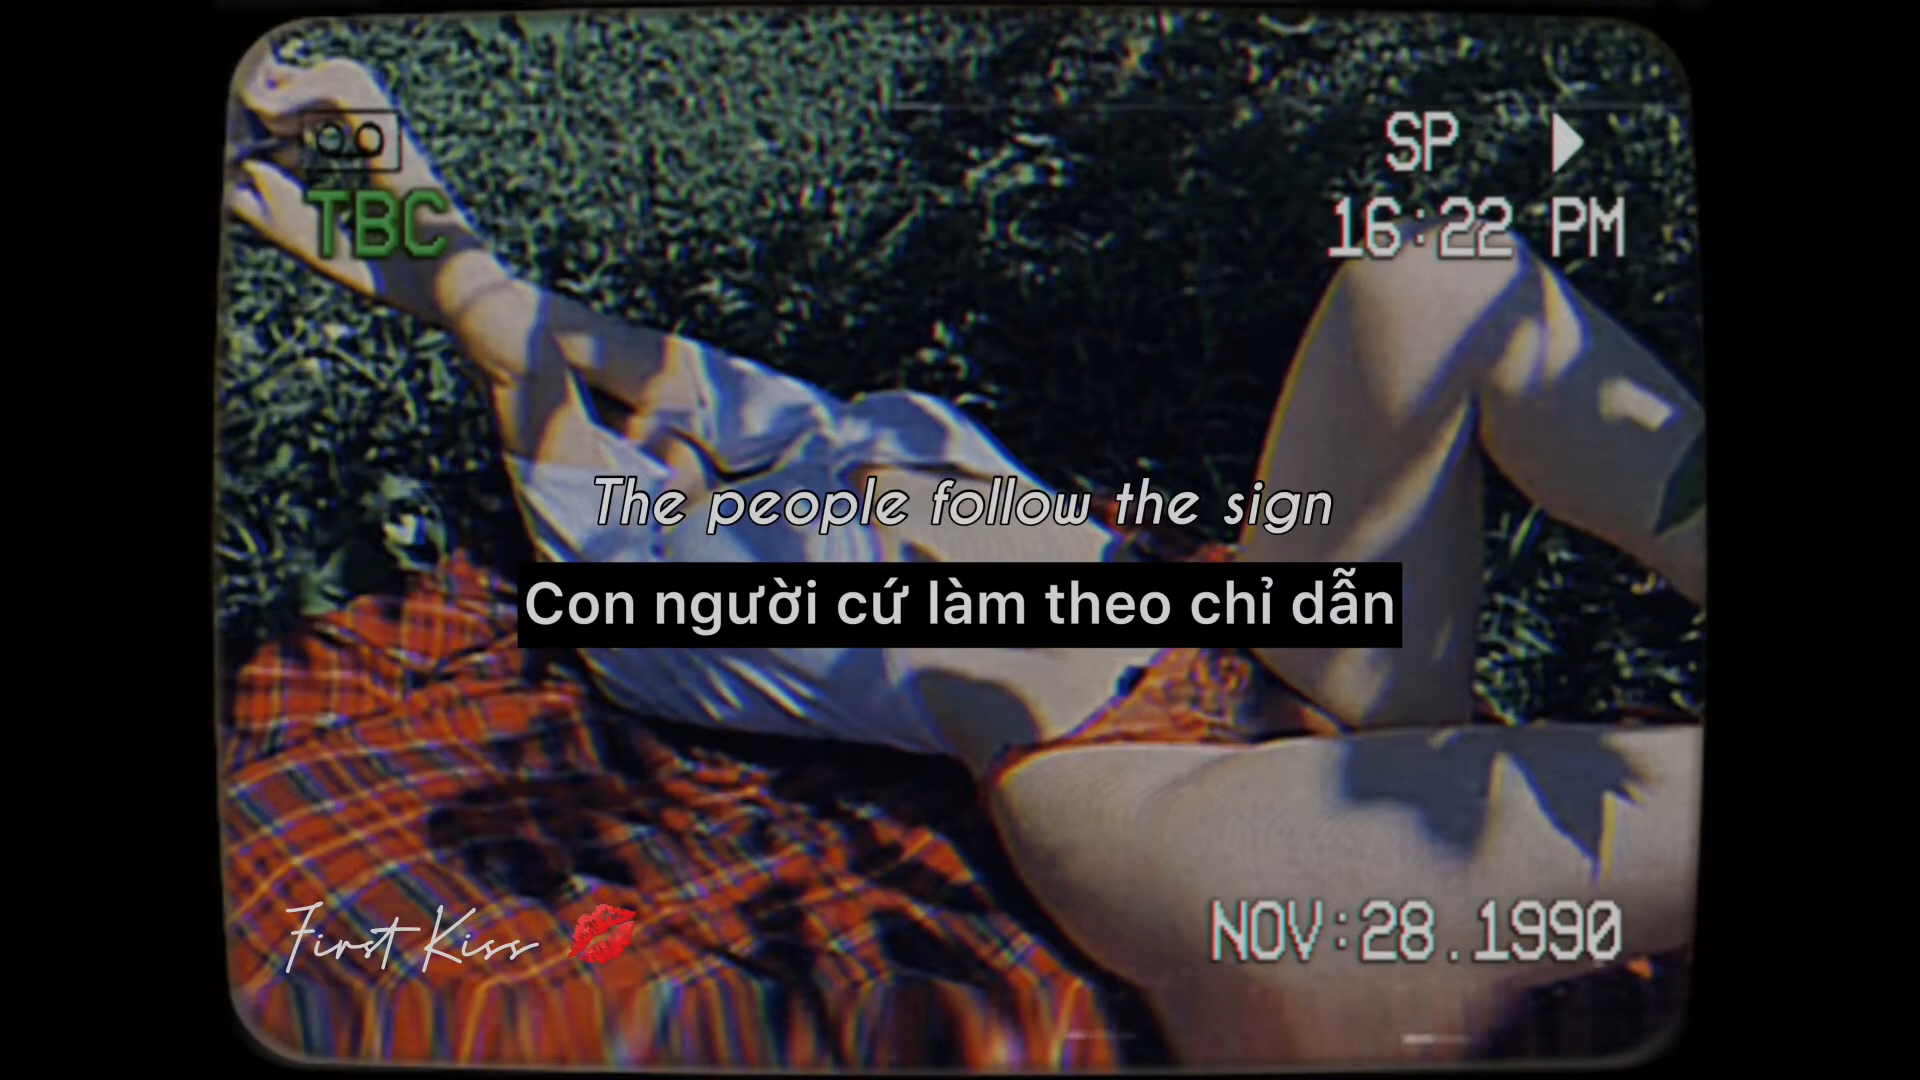 SP
TBC
16:22 PM
The people follow the sign
Con người cứ làm theo chỉ dẫn
First Kiss
NOV:28.1990